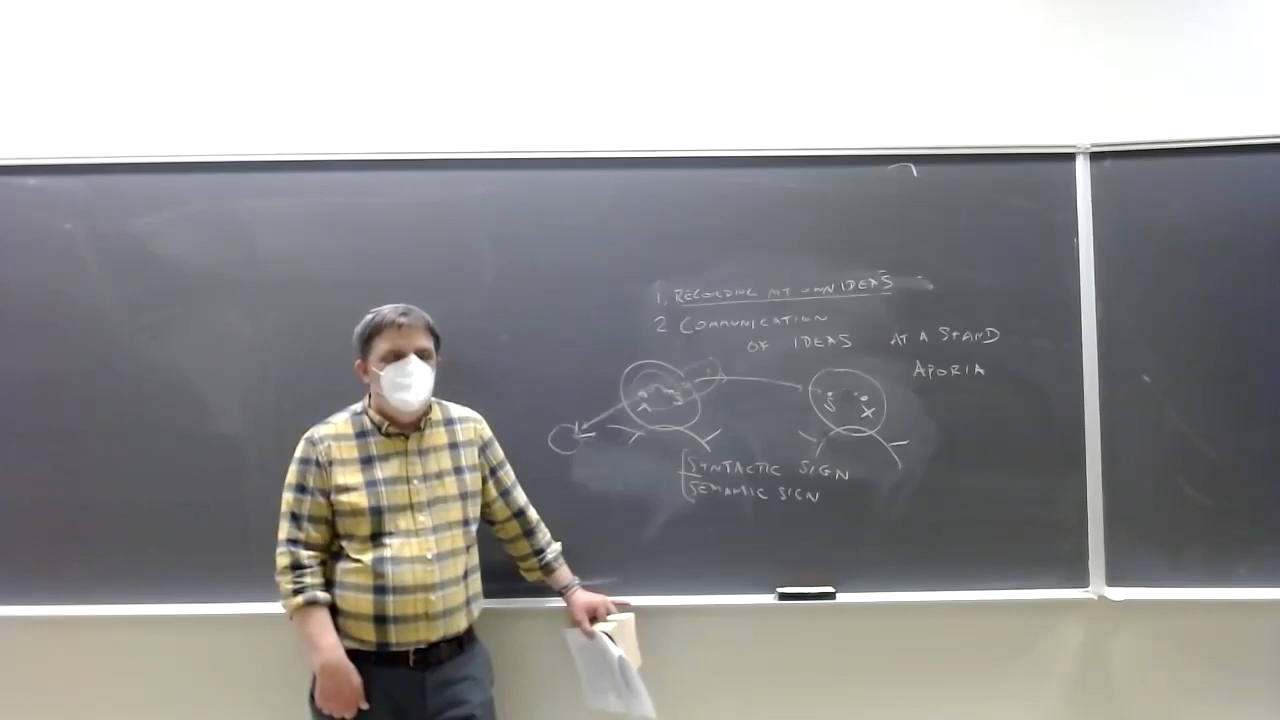 1. RECORDING MY OWN IDEAS
2 COMMUNICATION
OF IDEAS AT A STAND
APORIA
SYNTACTIC SIGN
SEMANTIC SIGN